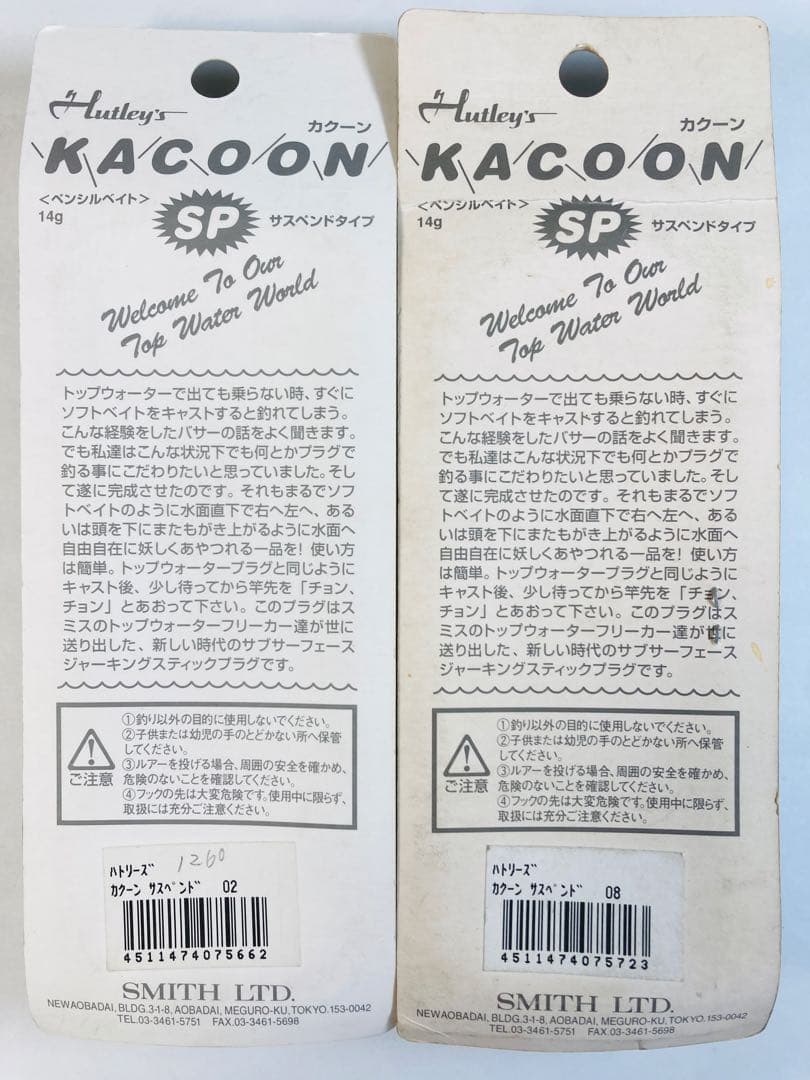 Hutley's
カクーン
KACOON
<ペンシルベイト>
14g
SP
サスペンドタイプ
Welcome To Our
Top Water World
トップウォーターで出ても乗らない時、すぐに
ソフトベイトをキャストすると釣れてしまう。
こんな経験をしたバサーの話をよく聞きます。
でも私達はこんな状況下でも何とかプラグで
釣る事にこだわりたいと思っていました。そし
て遂に完成させたのです。それもまるでソフ
トベイトのように水面直下で右へ左へ、ある
いは頭を下にまたもがき上がるように水面へ
自由自在に妖しくあやつれる一品を!使い方
は簡単。トップウォータープラグと同じように
キャスト後、少し待ってから竿先を「チョン、
チョン」とあおって下さい。このプラグはス
ミスのトップウォーターフリーカー達が世に
送り出した、新しい時代のサブサーフェース
ジャーキングスティックプラグです。
ご注意
①釣り以外の目的に使用しないでください。
②子供または幼児の手のとどかない所へ保管
してください。
③ルアーを投げる場合、周囲の安全を確かめ、
危険のないことを確認してください。
④フックの先は大変危険です。使用中に限らず、
取扱には充分ご注意ください。
ハトリーズ
1260
カクーン サスペンド 02
4511474075662
SMITH LTD.
NEWAOBADAI, BLDG.3-1-8, AOBADAI, MEGURO-KU, TOKYO. 153-0042
TEL.03-3461-5751 FAX.03-3461-5698
Hutley's
カクーン
KACOON
<ペンシルベイト>
14g
SP
サスペンドタイプ
Welcome To Our
Top Water World
トップウォーターで出ても乗らない時、すぐに
ソフトベイトをキャストすると釣れてしまう。
こんな経験をしたバサーの話をよく聞きます。
でも私達はこんな状況下でも何とかプラグで
釣る事にこだわりたいと思っていました。そし
て遂に完成させたのです。それもまるでソフ
トベイトのように水面直下で右へ左へ、ある
いは頭を下にまたもがき上がるように水面へ
自由自在に妖しくあやつれる一品を!使い方
は簡単。トップウォータープラグと同じように
キャスト後、少し待ってから竿先を「チョン、
チョン」とあおって下さい。このプラグはス
ミスのトップウォーターフリーカー達が世に
送り出した、新しい時代のサブサーフェース
ジャーキングスティックプラグです。
ご注意
①釣り以外の目的に使用しないでください。
②子供または幼児の手のとどかない所へ保管
してください。
③ルアーを投げる場合、周囲の安全を確かめ、
危険のないことを確認してください。
④フックの先は大変危険です。使用中に限らず、
取扱には充分ご注意ください。
ハトリーズ
カクーン サスペンド 08
4511474075723
SMITH LTD.
NEWAOBADAI, BLDG.3-1-8, AOBADAI, MEGURO-KU, TOKYO. 153-0042
TEL.03-3461-5751 FAX.03-3461-5698